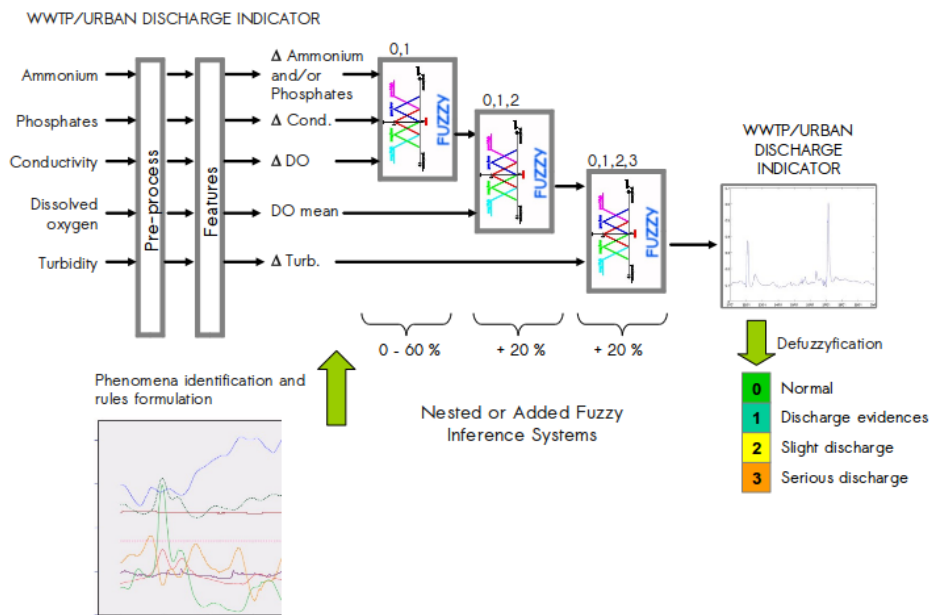 WWTP/URBAN DISCHARGE INDICATOR
Ammonium
Phosphates
Conductivity
Dissolved
oxygen
Turbidity
Pre-process
Features
Δ Ammonium
and/or
Phosphates
Δ Cond.
Δ DO
DO mean
Δ Turb.
0,1
FUZZY
0,1,2
FUZZY
0,1,2,3
FUZZY
WWTP/URBAN
DISCHARGE
INDICATOR
0 - 60 %
+ 20 %
+ 20 %
Defuzzyfication
0 Normal
1 Discharge evidences
2 Slight discharge
3 Serious discharge
Phenomena identification and
rules formulation
Nested or Added Fuzzy
Inference Systems